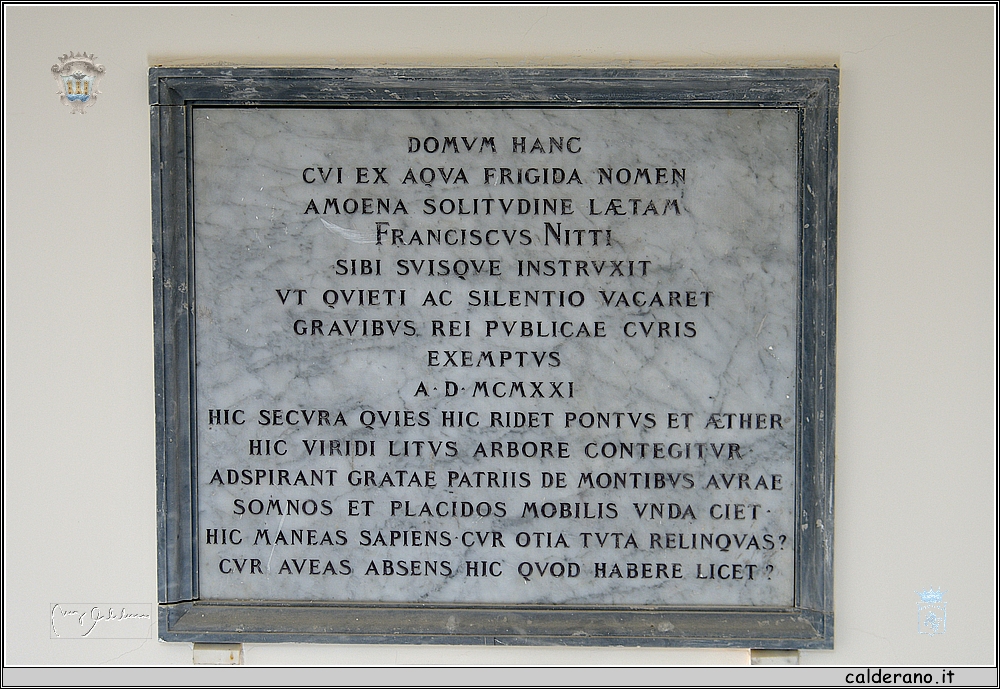 DOMVM HANC
CVI EX AQVA FRIGIDA NOMEN
AMOENA SOLITVDINE LÆTAM
FRANCISCVS NITTI
SIBI SVISQVE INSTRVXIT
VT QVIETI AC SILENTIO VACARET
GRAVIBVS REI PVBLICAE CVRIS
EXEMPTVS
A·D·MCMXXI
HIC SECVRA QVIES HIC RIDET PONTVS ET ÆTHER
HIC VIRIDI LITVS ARBORE CONTEGITVR·
ADSPIRANT GRATAE PATRIIS DE MONTIBVS AVRAE
SOMNOS ET PLACIDOS MOBILIS VNDA CIET·
HIC MANEAS SAPIENS·CVR OTIA TVTA RELINQVAS?
CVR AVEAS ABSENS HIC QVOD HABERE LICET?
calderano.it